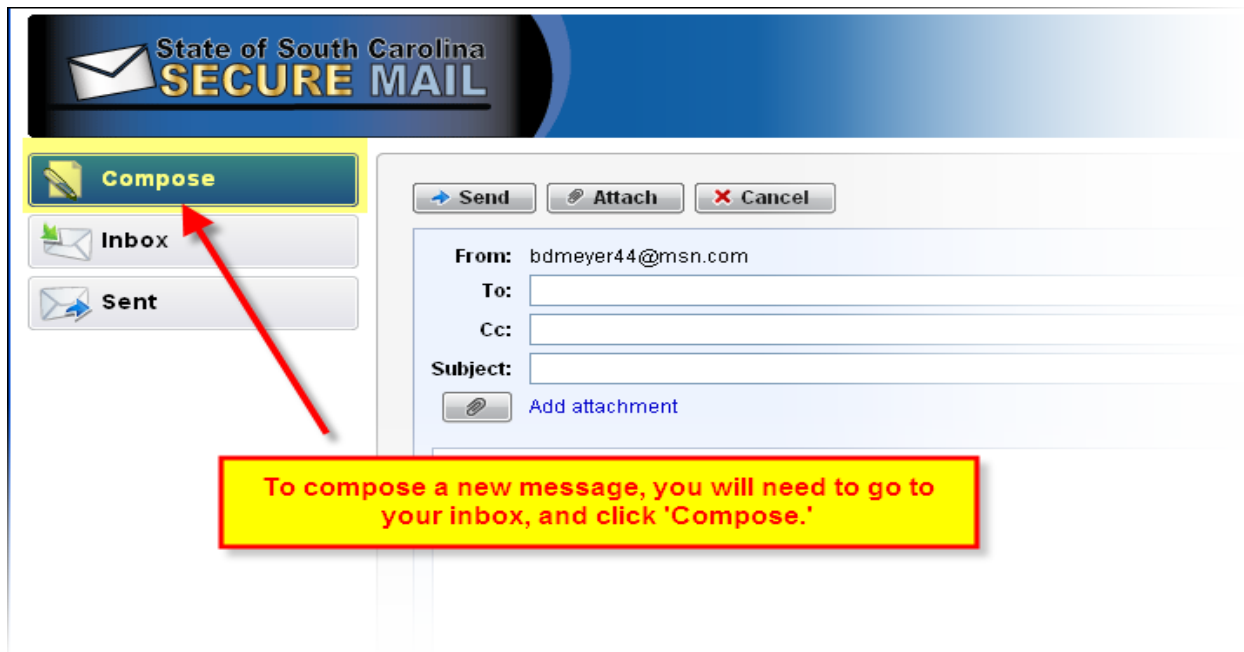 State of South Carolina
SECURE MAIL
Compose
Inbox
Sent
Send Attach Cancel
From: bdmeyer44@msn.com
To:
Cc:
Subject:
Add attachment
To compose a new message, you will need to go to
your inbox, and click 'Compose.'